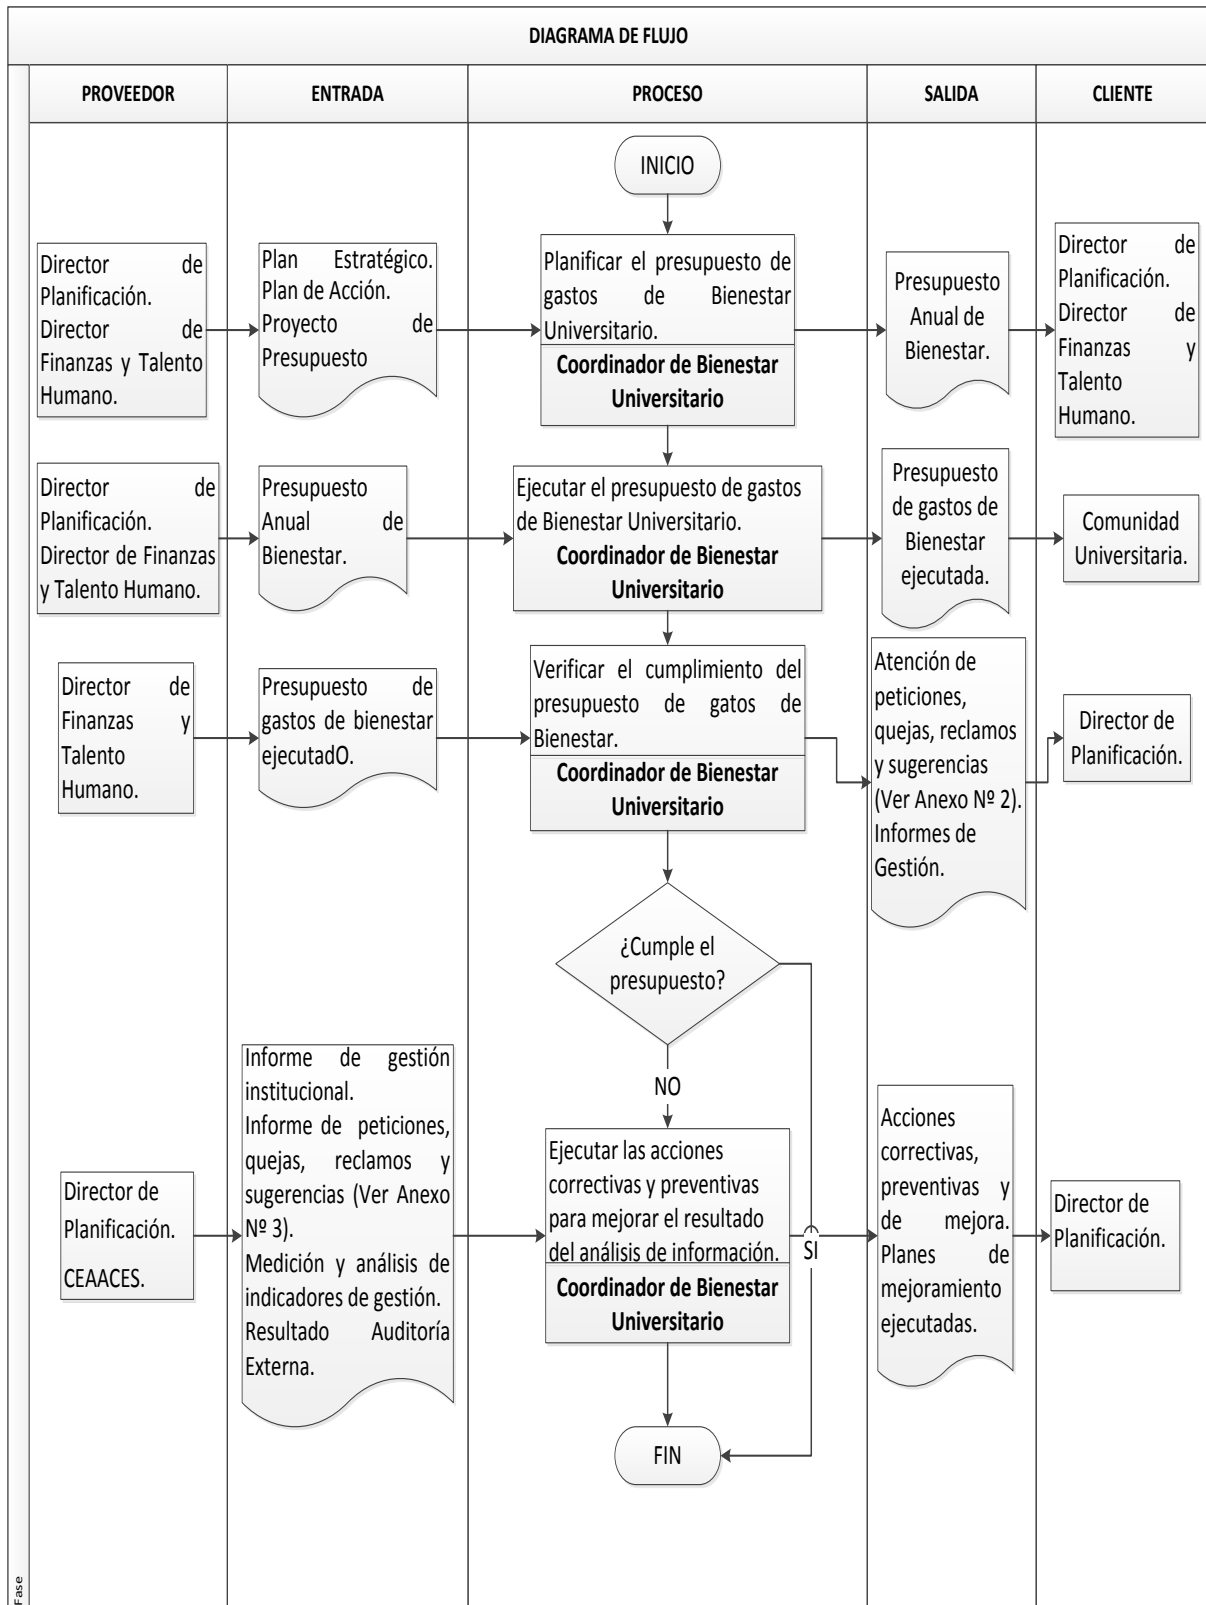 DIAGRAMA DE FLUJO
PROVEEDOR
ENTRADA
PROCESO
SALIDA
CLIENTE
INICIO
Director de
Planificación.
Director de
Finanzas y Talento
Humano.
Plan Estratégico.
Plan de Acción.
Proyecto de
Presupuesto
Planificar el presupuesto de
gastos de Bienestar
Universitario.
Coordinador de Bienestar
Universitario
Presupuesto
Anual de
Bienestar.
Director de
Planificación.
Director de
Finanzas y
Talento
Humano.
Director de
Planificación.
Director de Finanzas
y Talento Humano.
Presupuesto
Anual de
Bienestar.
Ejecutar el presupuesto de gastos
de Bienestar Universitario.
Coordinador de Bienestar
Universitario
Presupuesto
de gastos de
Bienestar
ejecutada.
Comunidad
Universitaria.
Director de
Finanzas y
Talento
Humano.
Presupuesto de
gastos de bienestar
ejecutadO.
Verificar el cumplimiento del
presupuesto de gatos de
Bienestar.
Coordinador de Bienestar
Universitario
Atención de
peticiones,
quejas, reclamos
y sugerencias
(Ver Anexo Nº 2).
Informes de
Gestión.
Director de
Planificación.
¿Cumple el
presupuesto?
NO
SI
Director de
Planificación.
CEAACES.
Informe de gestión
institucional.
Informe de peticiones,
quejas, reclamos y
sugerencias (Ver Anexo
Nº 3).
Medición y análisis de
indicadores de gestión.
Resultado Auditoría
Externa.
Ejecutar las acciones
correctivas y preventivas
para mejorar el resultado
del análisis de información.
Coordinador de Bienestar
Universitario
Acciones
correctivas,
preventivas y
de mejora.
Planes de
mejoramiento
ejecutadas.
Director de
Planificación.
FIN
Fase